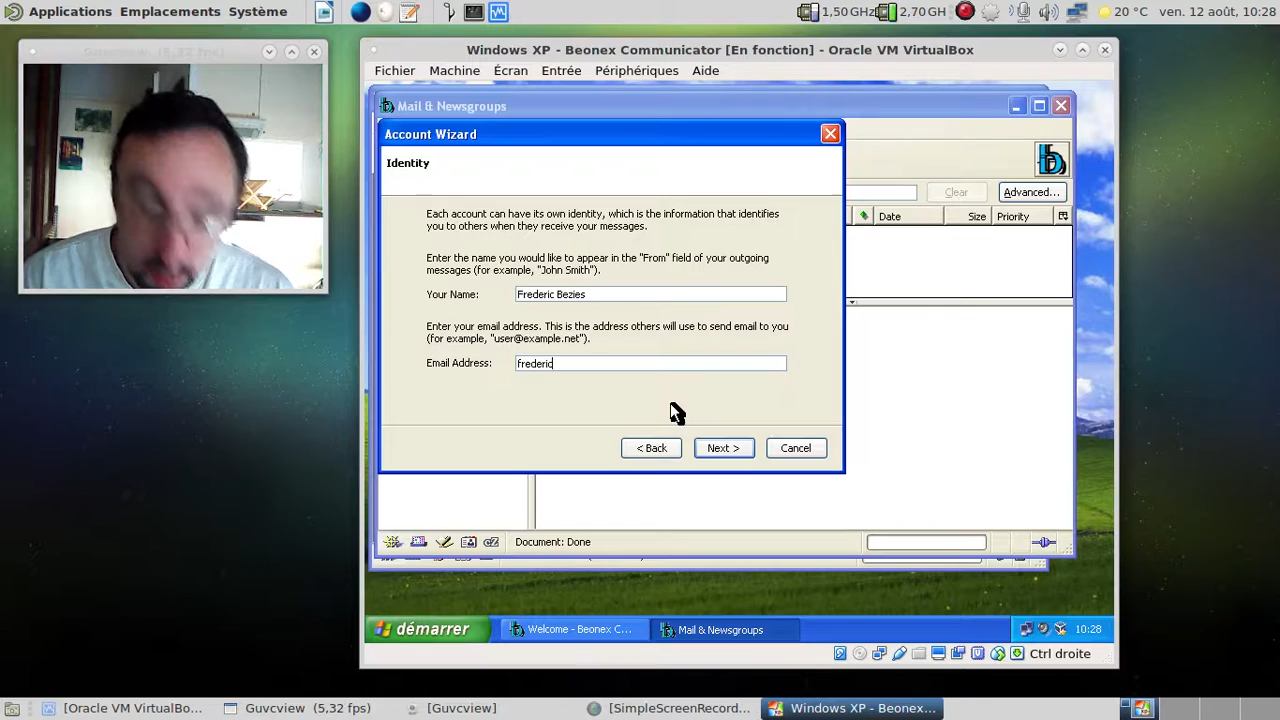 Applications Emplacements Système
1,50 GHz 2,70 GHz 20 °C ven. 12 août, 10:28
Guvcview (5,32 fps)
Windows XP - Beonex Communicator [En fonction] - Oracle VM VirtualBox
Fichier Machine Écran Entrée Périphériques Aide
Mail & Newsgroups
Account Wizard
Identity
Clear Advanced...
Date Size Priority
Each account can have its own identity, which is the information that identifies
you to others when they receive your messages.
Enter the name you would like to appear in the "From" field of your outgoing
messages (for example, "John Smith").
Your Name: Frederic Bezies
Enter your email address. This is the address others will use to send email to you
(for example, "user@example.net").
Email Address: frederic
< Back Next > Cancel
Document: Done
démarrer Welcome - Beonex C... Mail & Newsgroups 10:28
Ctrl droite
[Oracle VM VirtualBo... Guvcview (5,32 fps) [Guvcview] [SimpleScreenRecord... Windows XP - Beonex...